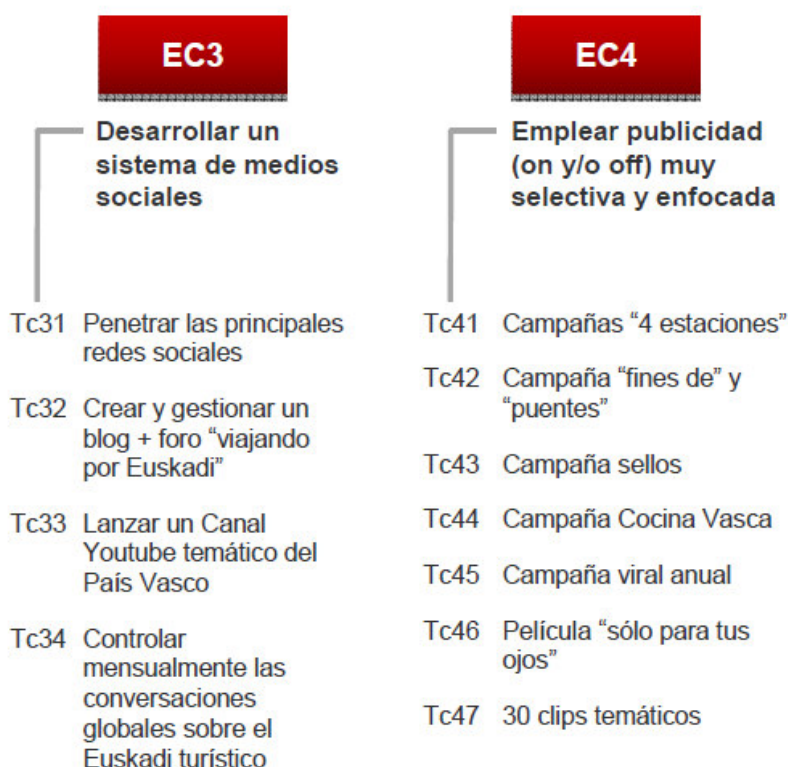 EC3
Desarrollar un
sistema de medios
sociales
Tc31 Penetrar las principales
redes sociales
Tc32 Crear y gestionar un
blog + foro “viajando
por Euskadi”
Tc33 Lanzar un Canal
Youtube temático del
País Vasco
Tc34 Controlar
mensualmente las
conversaciones
globales sobre el
Euskadi turístico
EC4
Emplear publicidad
(on y/o off) muy
selectiva y enfocada
Tc41 Campañas “4 estaciones”
Tc42 Campaña “fines de” y
“puentes”
Tc43 Campaña sellos
Tc44 Campaña Cocina Vasca
Tc45 Campaña viral anual
Tc46 Película “sólo para tus
ojos”
Tc47 30 clips temáticos